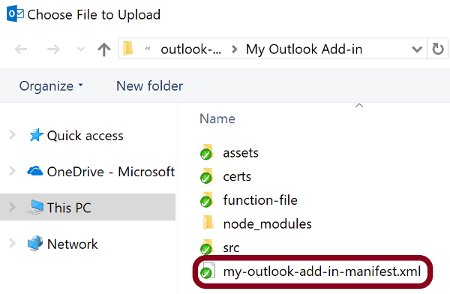 Choose File to Upload
« outlook-... > My Outlook Add-in
Organize New folder
Name
Quick access
OneDrive - Microsoft
This PC
Network
assets
certs
function-file
node_modules
src
my-outlook-add-in-manifest.xml